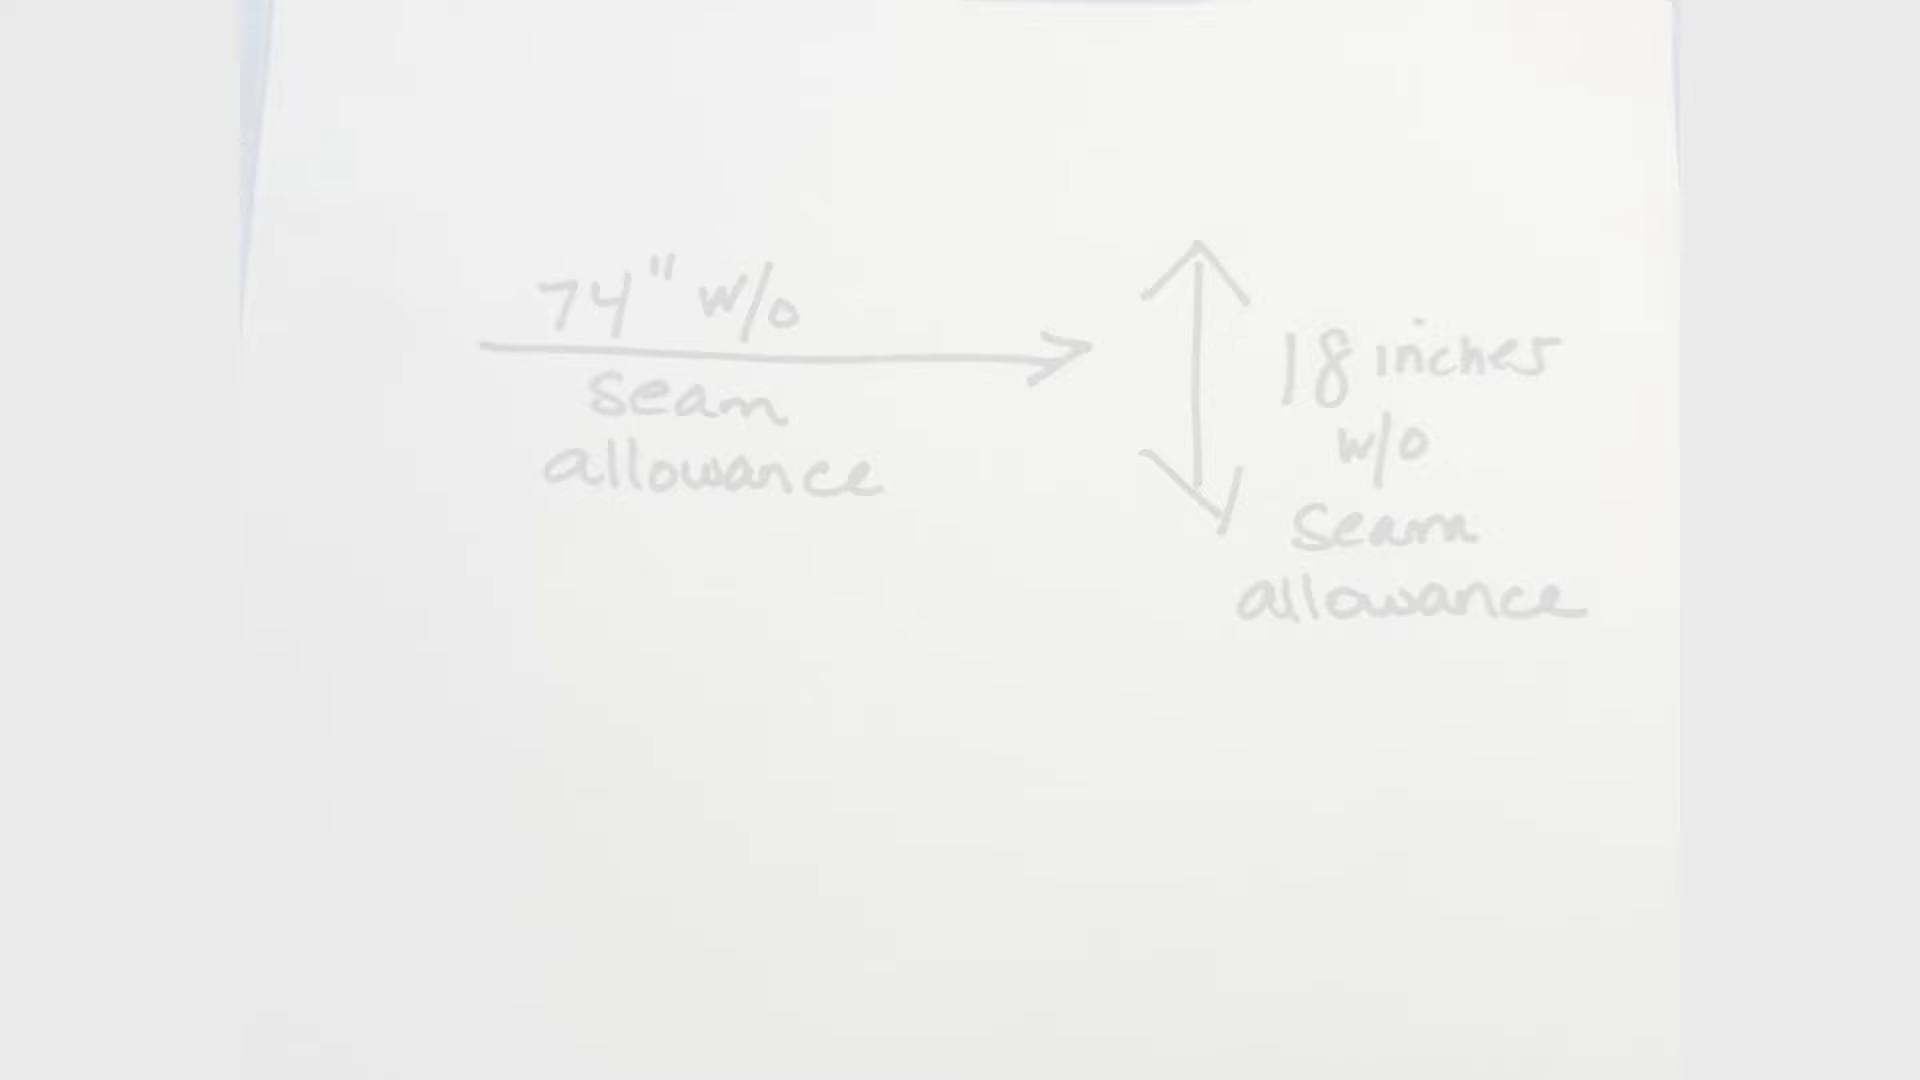 74" w/o
seam
allowance
18 inches
w/o
seam
allowance